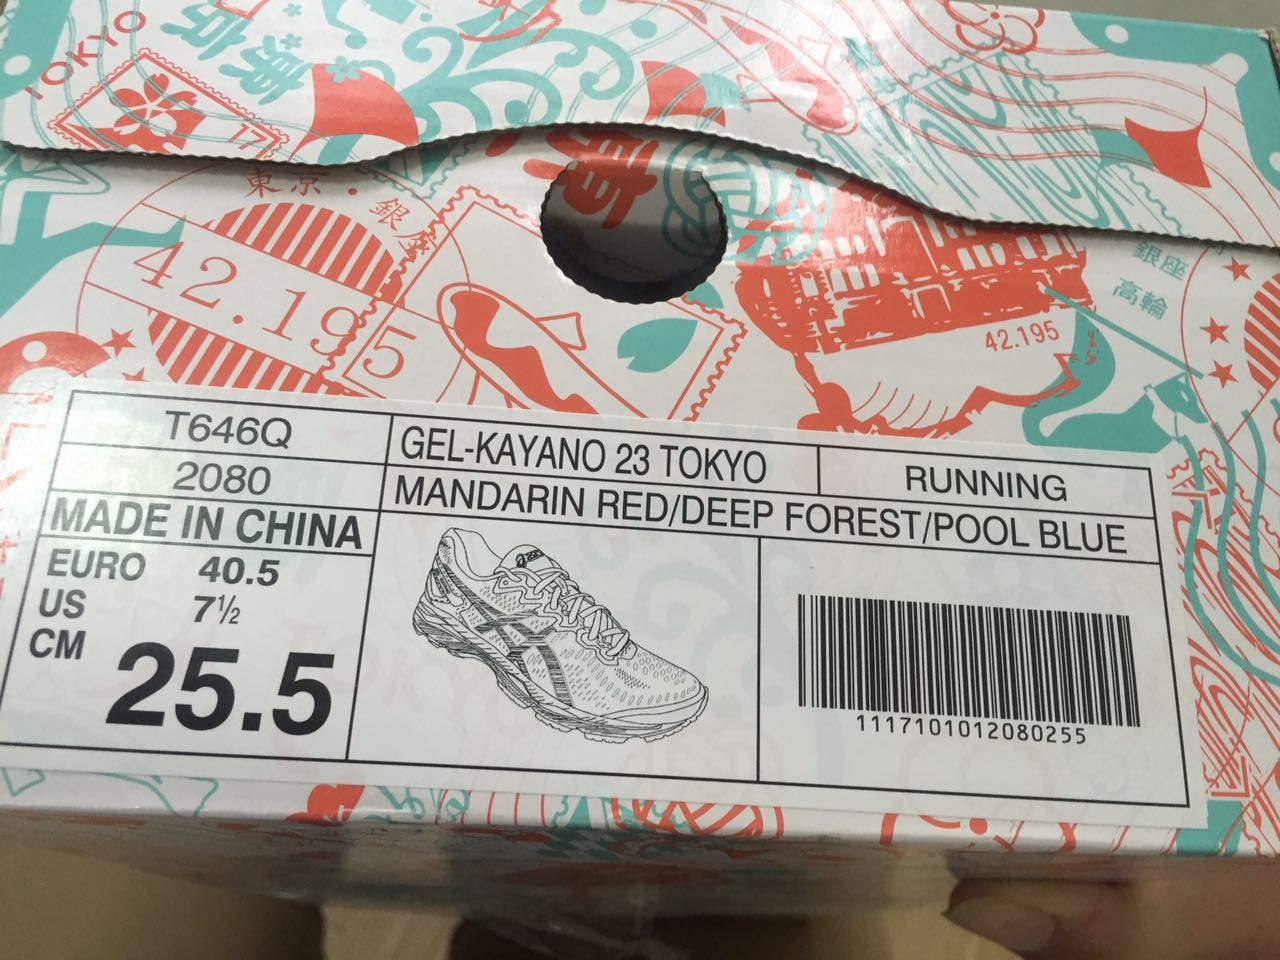 TOKYO
東京・銀座
42.195
銀座
高輪
42.195
T646Q
GEL-KAYANO 23 TOKYO
RUNNING
2080
MANDARIN RED/DEEP FOREST/POOL BLUE
MADE IN CHINA
EURO 40.5
US 7½
CM 25.5
asics
1117101012080255